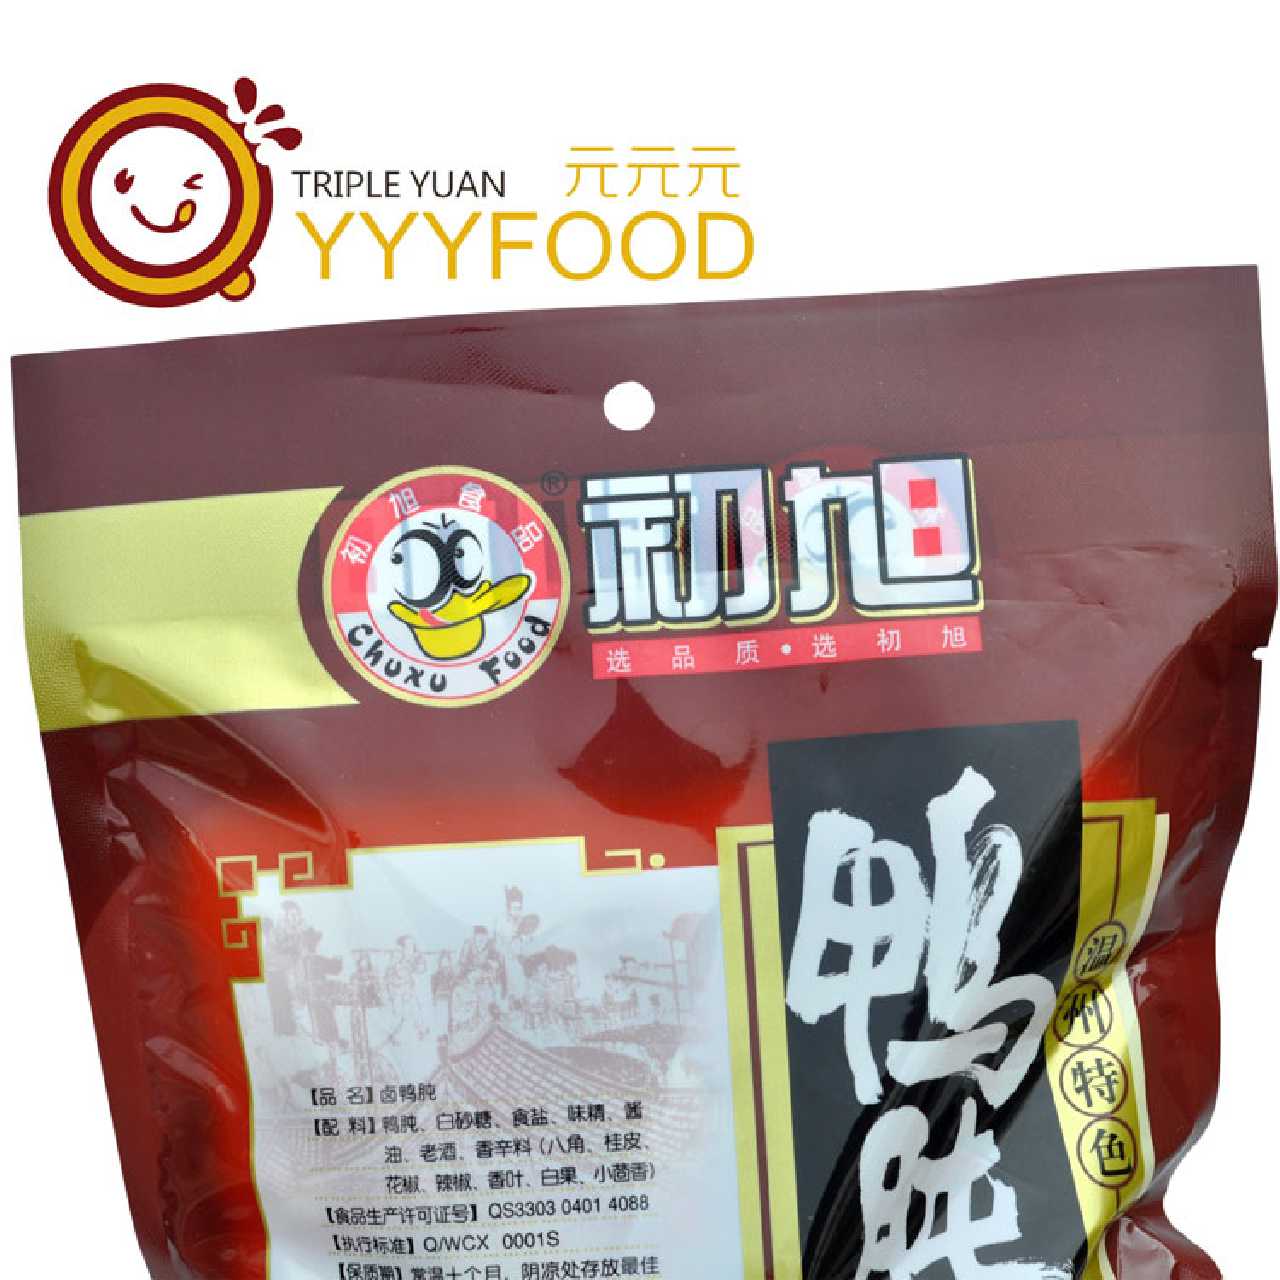 TRIPLE YUAN 元元元
YYYFOOD
初旭食品
Chuxu Food
® 初旭
选品质·选初旭
鸭肫
温州特色
【品 名】卤鸭肫
【配 料】鸭肫、白砂糖、食盐、味精、酱
油、老酒、香辛料（八角、桂皮、
花椒、辣椒、香叶、白果、小茴香）
【食品生产许可证号】QS3303 0401 4088
【执行标准】Q/WCX 0001S
【保质期】常温十个月，阴凉处存放最佳